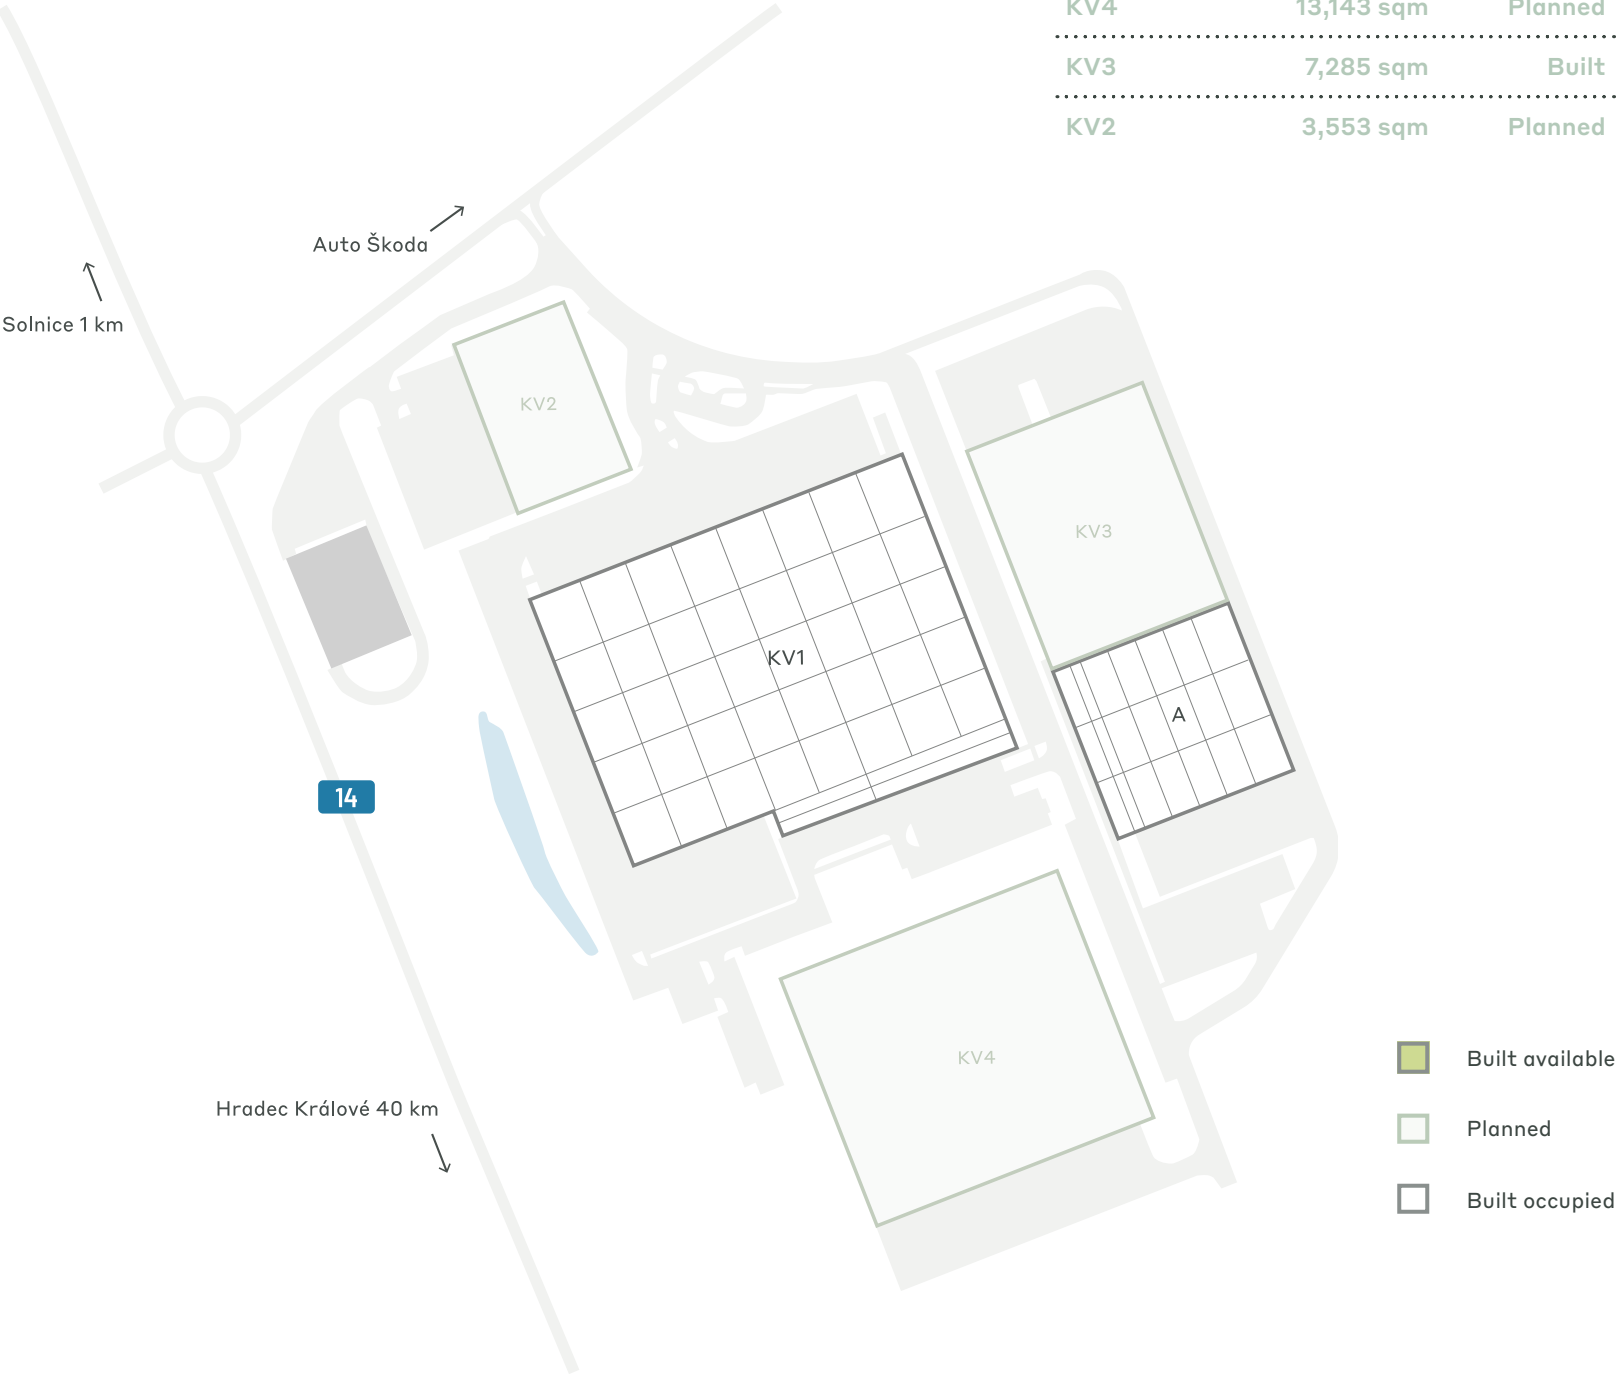 KV4 13,143 sqm Planned
KV3 7,285 sqm Built
KV2 3,553 sqm Planned
Auto Škoda
Solnice 1 km
KV2
KV3
KV1
A
14
KV4
Hradec Králové 40 km
Built available
Planned
Built occupied